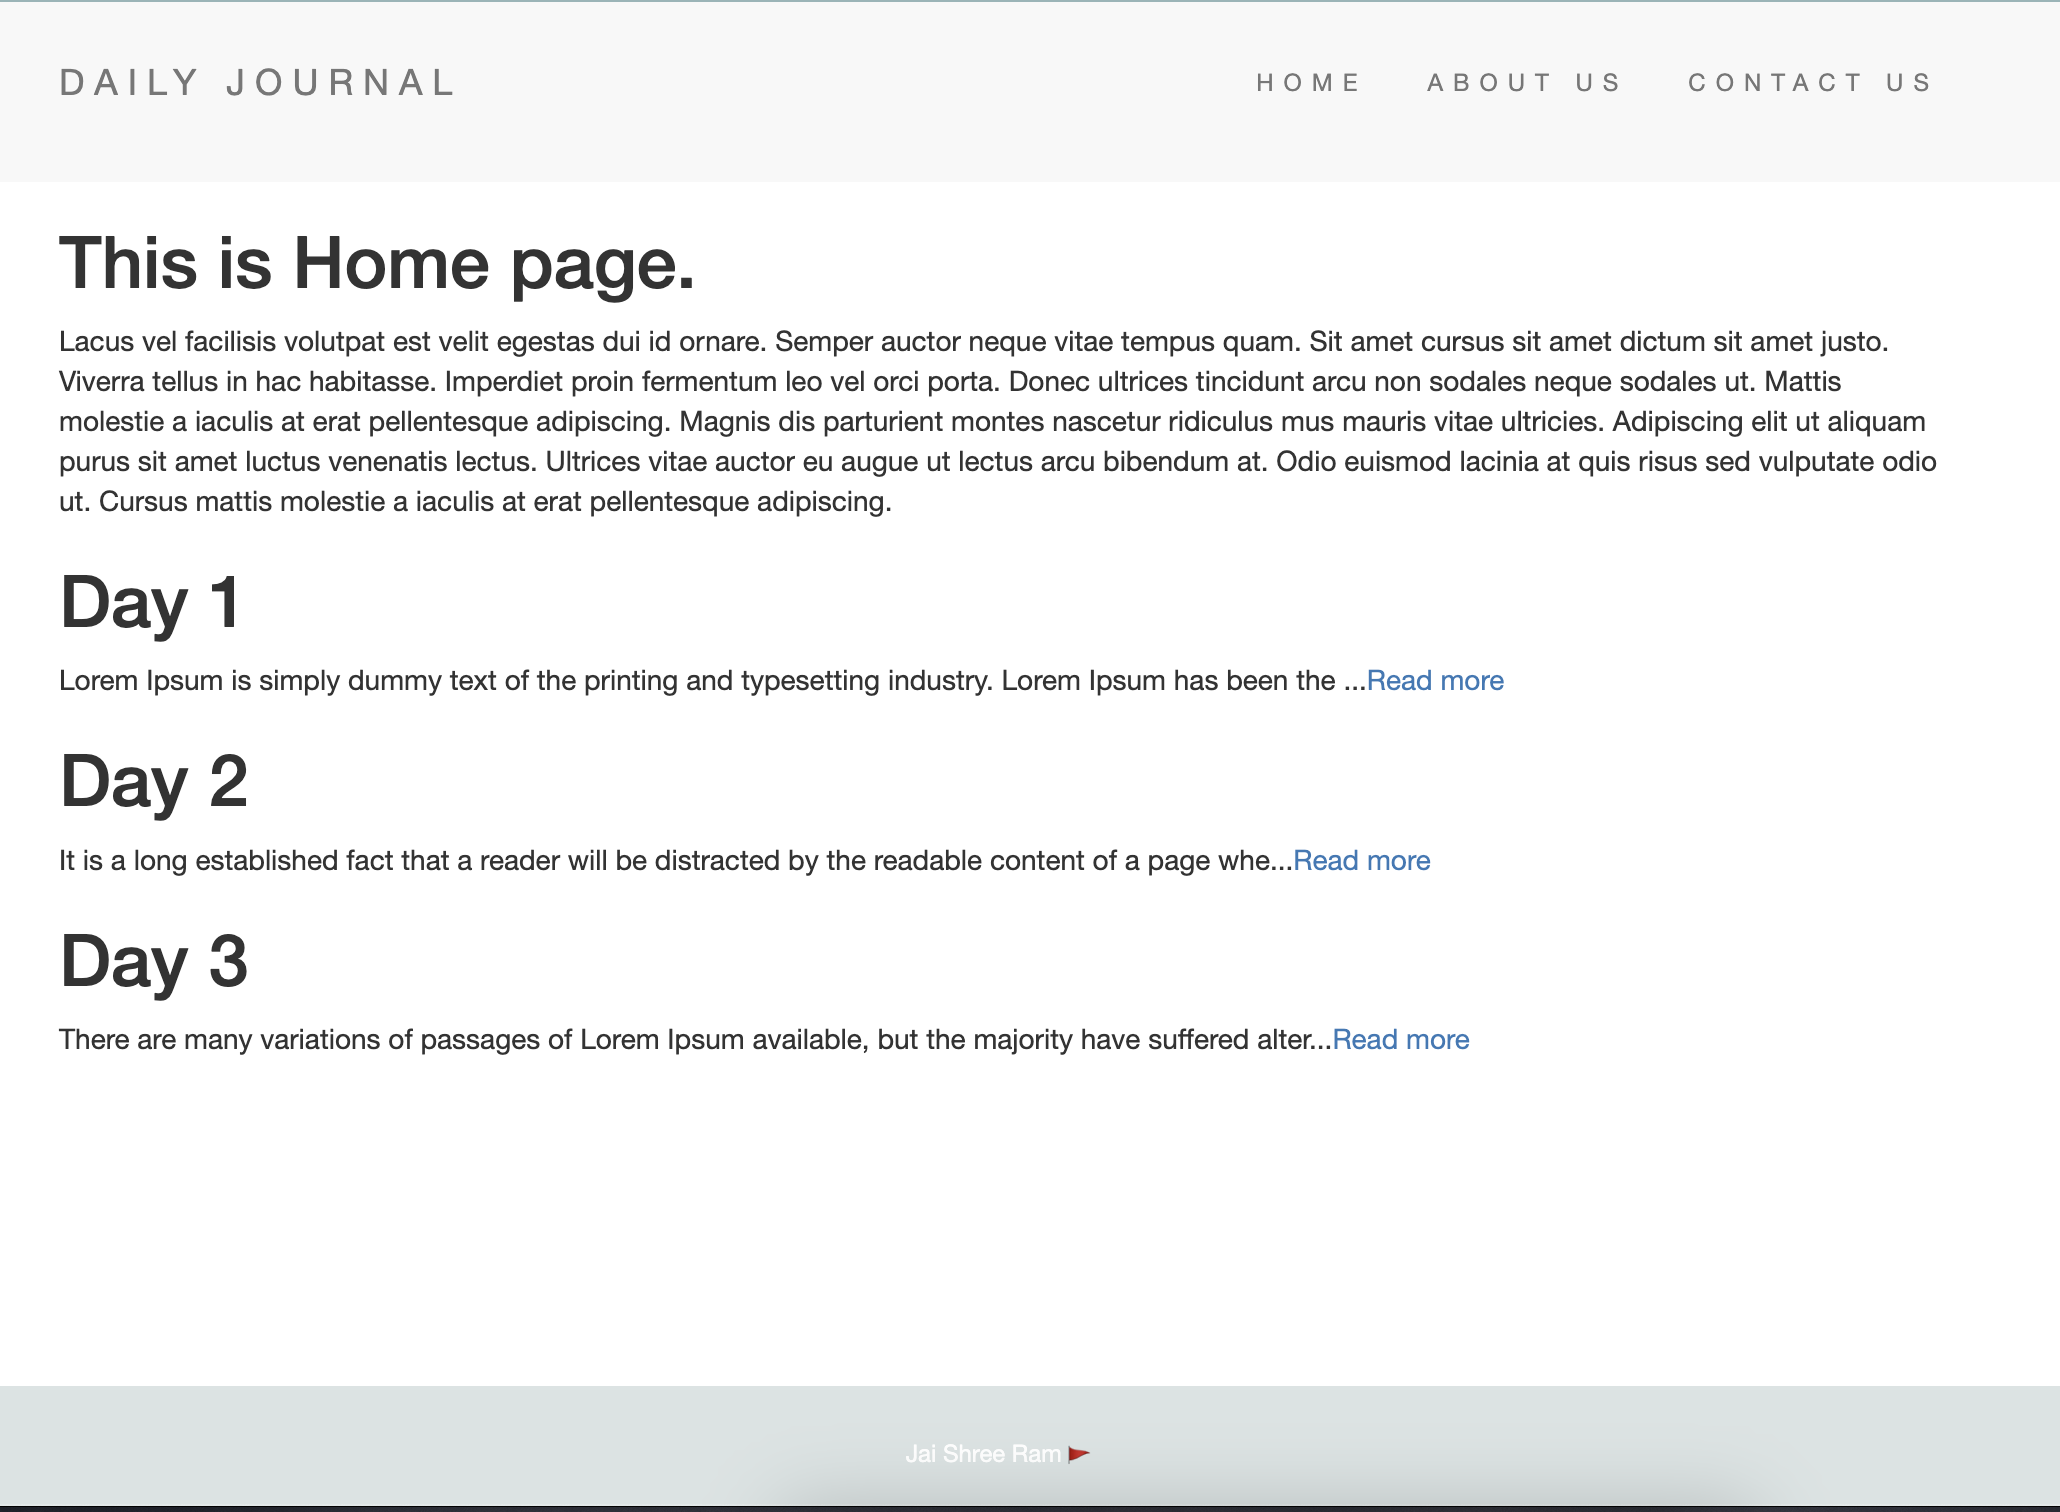 DAILY JOURNAL
HOME ABOUT US CONTACT US
This is Home page.
Lacus vel facilisis volutpat est velit egestas dui id ornare. Semper auctor neque vitae tempus quam. Sit amet cursus sit amet dictum sit amet justo.
Viverra tellus in hac habitasse. Imperdiet proin fermentum leo vel orci porta. Donec ultrices tincidunt arcu non sodales neque sodales ut. Mattis
molestie a iaculis at erat pellentesque adipiscing. Magnis dis parturient montes nascetur ridiculus mus mauris vitae ultricies. Adipiscing elit ut aliquam
purus sit amet luctus venenatis lectus. Ultrices vitae auctor eu augue ut lectus arcu bibendum at. Odio euismod lacinia at quis risus sed vulputate odio
ut. Cursus mattis molestie a iaculis at erat pellentesque adipiscing.
Day 1
Lorem Ipsum is simply dummy text of the printing and typesetting industry. Lorem Ipsum has been the ...Read more
Day 2
It is a long established fact that a reader will be distracted by the readable content of a page whe...Read more
Day 3
There are many variations of passages of Lorem Ipsum available, but the majority have suffered alter...Read more
Jai Shree Ram